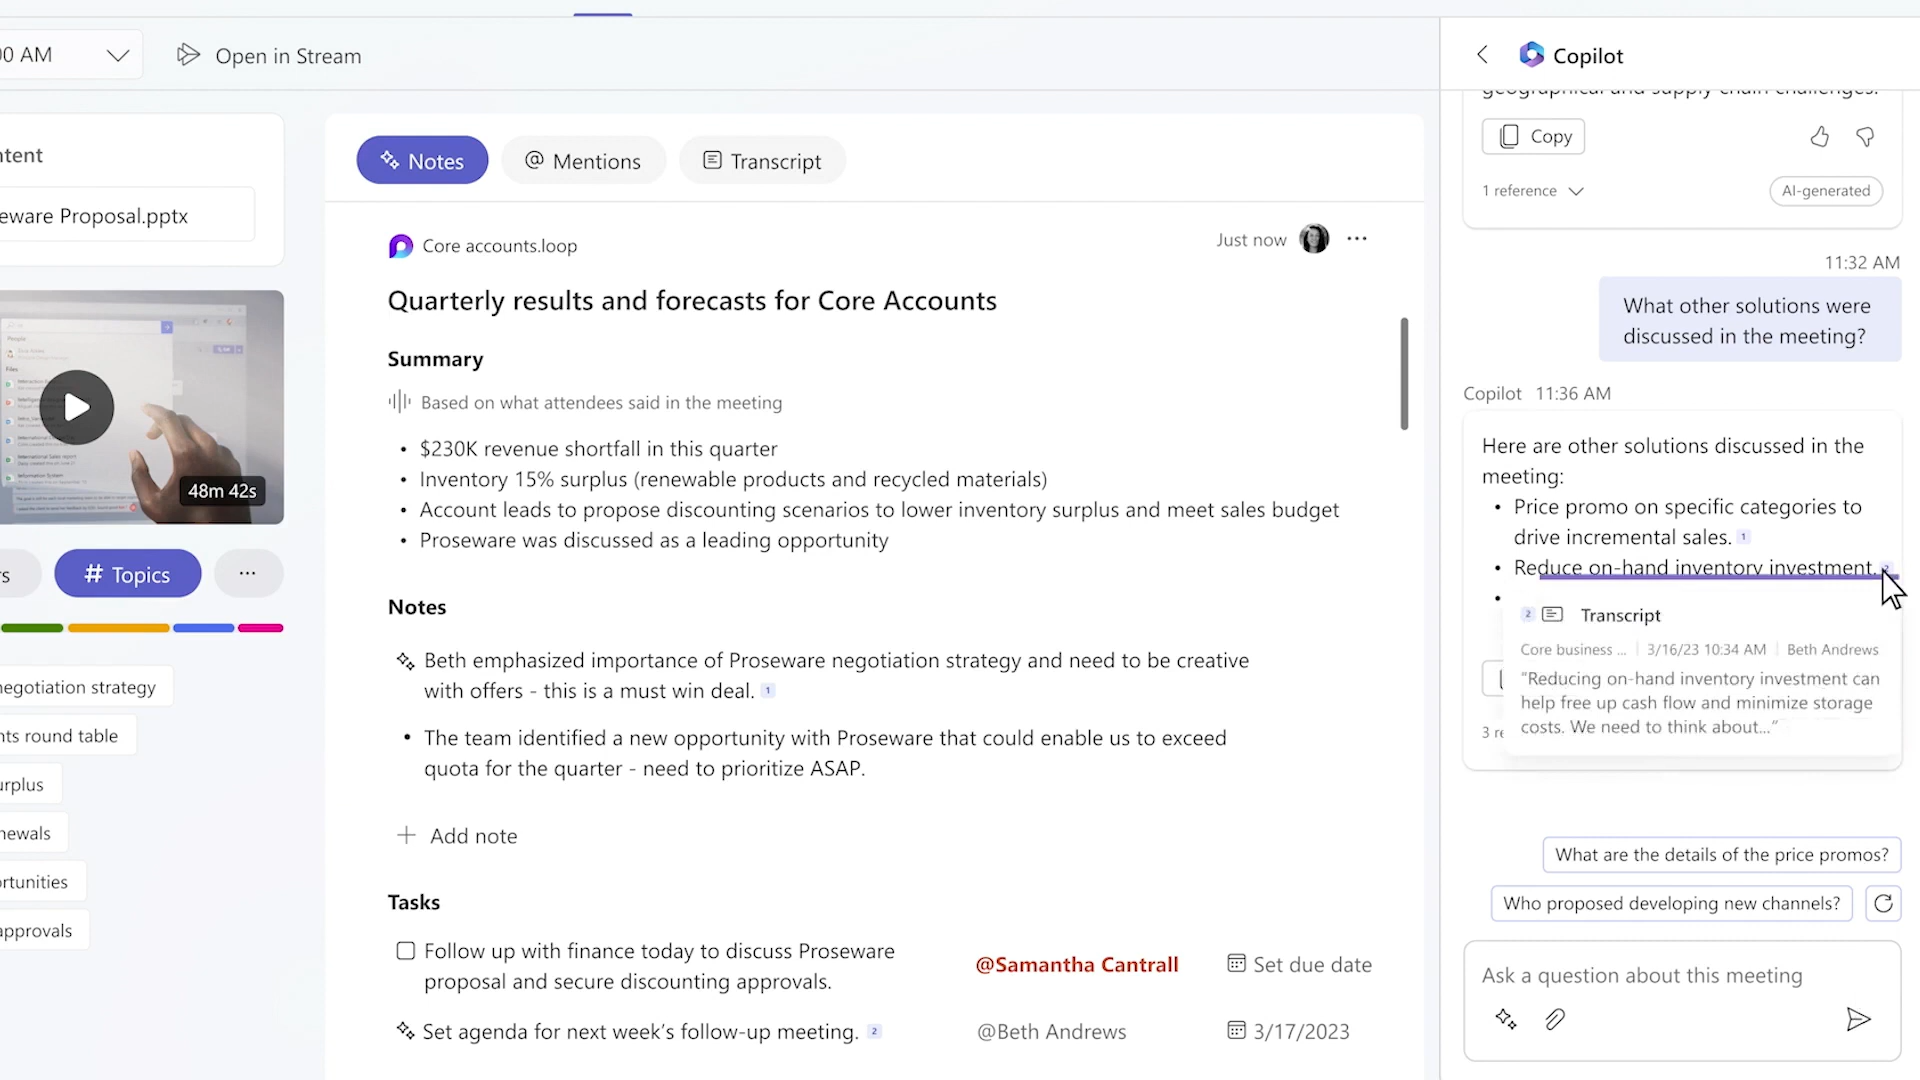 00 AM
Open in Stream
ntent
eware Proposal.pptx
48m 42s
rs
# Topics
...
negotiation strategy
nts round table
urplus
newals
ortunities
approvals
Notes
@ Mentions
Transcript
Core accounts.loop
Just now
Quarterly results and forecasts for Core Accounts
Summary
Based on what attendees said in the meeting
• $230K revenue shortfall in this quarter
• Inventory 15% surplus (renewable products and recycled materials)
• Account leads to propose discounting scenarios to lower inventory surplus and meet sales budget
• Proseware was discussed as a leading opportunity
Notes
Beth emphasized importance of Proseware negotiation strategy and need to be creative
with offers - this is a must win deal. 1
• The team identified a new opportunity with Proseware that could enable us to exceed
quota for the quarter - need to prioritize ASAP.
+ Add note
Tasks
Follow up with finance today to discuss Proseware
proposal and secure discounting approvals.
@Samantha Cantrall
Set due date
Set agenda for next week's follow-up meeting. 2
@Beth Andrews
3/17/2023
Copilot
geographical and supply chain challenges.
Copy
1 reference
AI-generated
11:32 AM
What other solutions were
discussed in the meeting?
Copilot 11:36 AM
Here are other solutions discussed in the
meeting:
• Price promo on specific categories to
drive incremental sales. 1
• Reduce on-hand inventory investment. 2
•
2 Transcript
Core business ... | 3/16/23 10:34 AM | Beth Andrews
"Reducing on-hand inventory investment can
help free up cash flow and minimize storage
costs. We need to think about..."
3 re
What are the details of the price promos?
Who proposed developing new channels?
Ask a question about this meeting